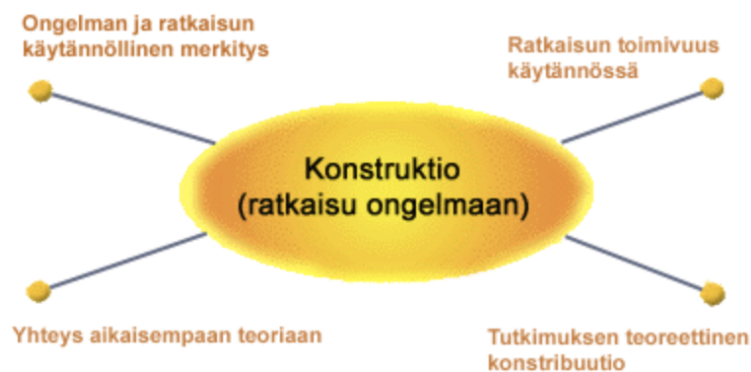 Ongelman ja ratkaisun
käytännöllinen merkitys
Ratkaisun toimivuus
käytännössä
Konstruktio
(ratkaisu ongelmaan)
Yhteys aikaisempaan teoriaan
Tutkimuksen teoreettinen
konstribuutio